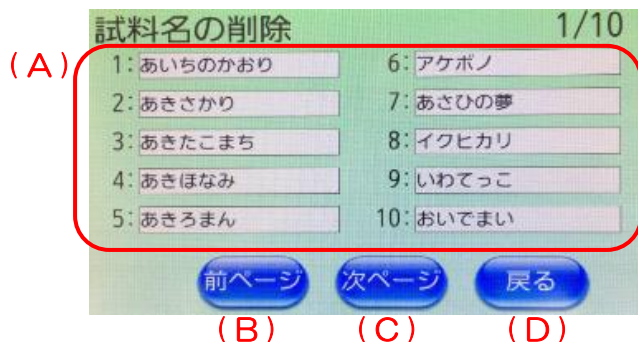 試料名の削除 1/10
(A)
1:あいちのかおり 6:アケボノ
2:あきさかり 7:あさひの夢
3:あきたこまち 8:イクヒカリ
4:あきほなみ 9:いわてっこ
5:あきろまん 10:おいでまい
前ページ 次ページ 戻る
(B) (C) (D)